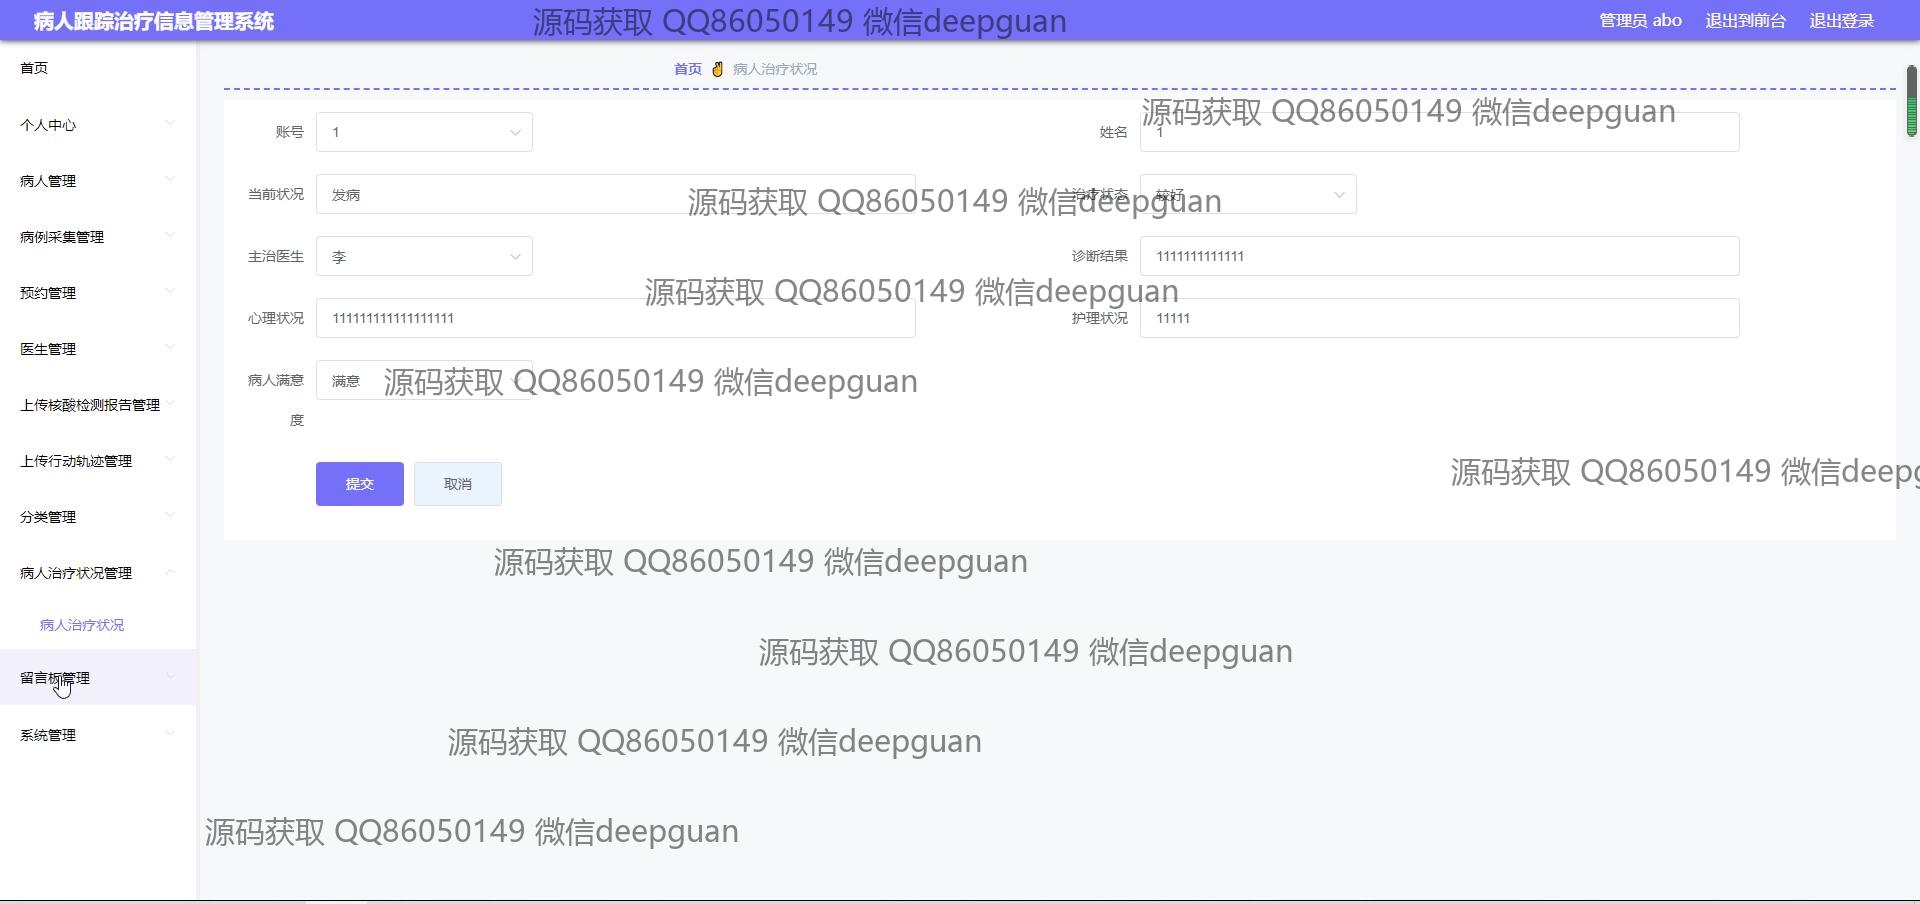 病人跟踪治疗信息管理系统
源码获取 QQ86050149 微信deepguan
管理员 abo
退出到前台
退出登录
首页
首页
病人治疗状况
源码获取 QQ86050149 微信deepguan
个人中心
账号
1
姓名
1
病人管理
当前状况
发病
源码获取 QQ86050149 微信deepguan
治疗状态
较好
病例采集管理
主治医生
李
诊断结果
1111111111111
预约管理
源码获取 QQ86050149 微信deepguan
心理状况
111111111111111111
护理状况
11111
医生管理
病人满意度
满意
源码获取 QQ86050149 微信deepguan
上传核酸检测报告管理
上传行动轨迹管理
源码获取 QQ86050149 微信deepg
提交
取消
分类管理
源码获取 QQ86050149 微信deepguan
病人治疗状况管理
病人治疗状况
源码获取 QQ86050149 微信deepguan
留言板管理
系统管理
源码获取 QQ86050149 微信deepguan
源码获取 QQ86050149 微信deepguan